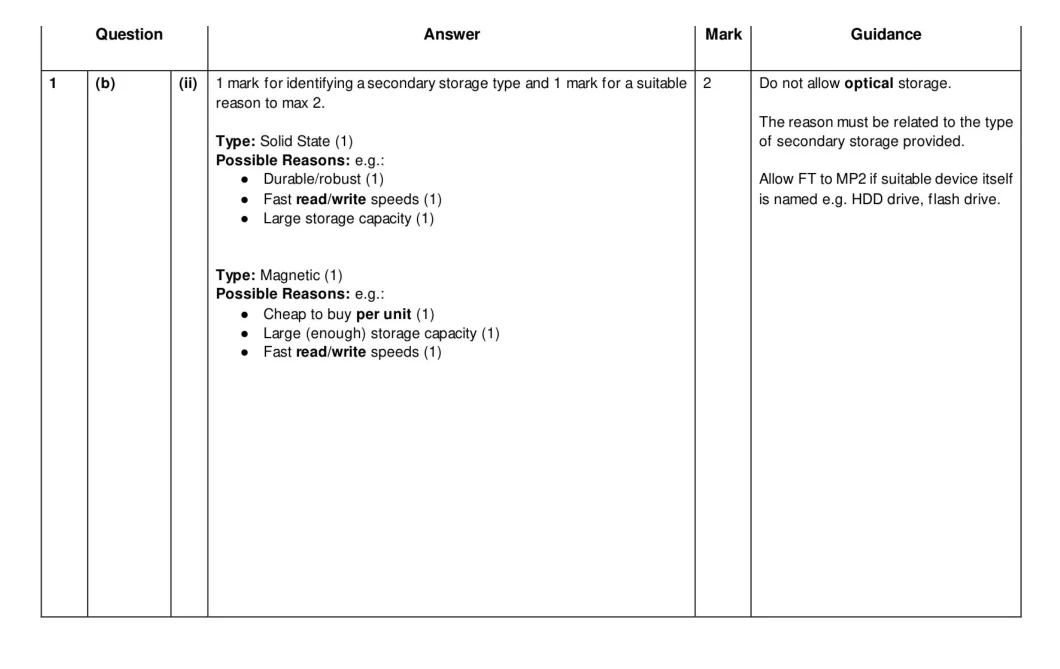 Question Answer Mark Guidance
1 (b) (ii) 1 mark for identifying a secondary storage type and 1 mark for a suitable
reason to max 2.
Type: Solid State (1)
Possible Reasons: e.g.:
● Durable/robust (1)
● Fast read/write speeds (1)
● Large storage capacity (1)
Type: Magnetic (1)
Possible Reasons: e.g.:
● Cheap to buy per unit (1)
● Large (enough) storage capacity (1)
● Fast read/write speeds (1)
2
Do not allow optical storage.
The reason must be related to the type
of secondary storage provided.
Allow FT to MP2 if suitable device itself
is named e.g. HDD drive, flash drive.